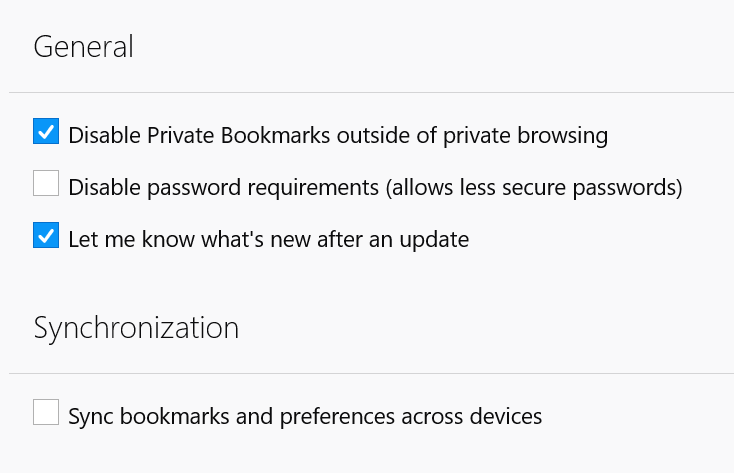 General
Disable Private Bookmarks outside of private browsing
Disable password requirements (allows less secure passwords)
Let me know what's new after an update
Synchronization
Sync bookmarks and preferences across devices